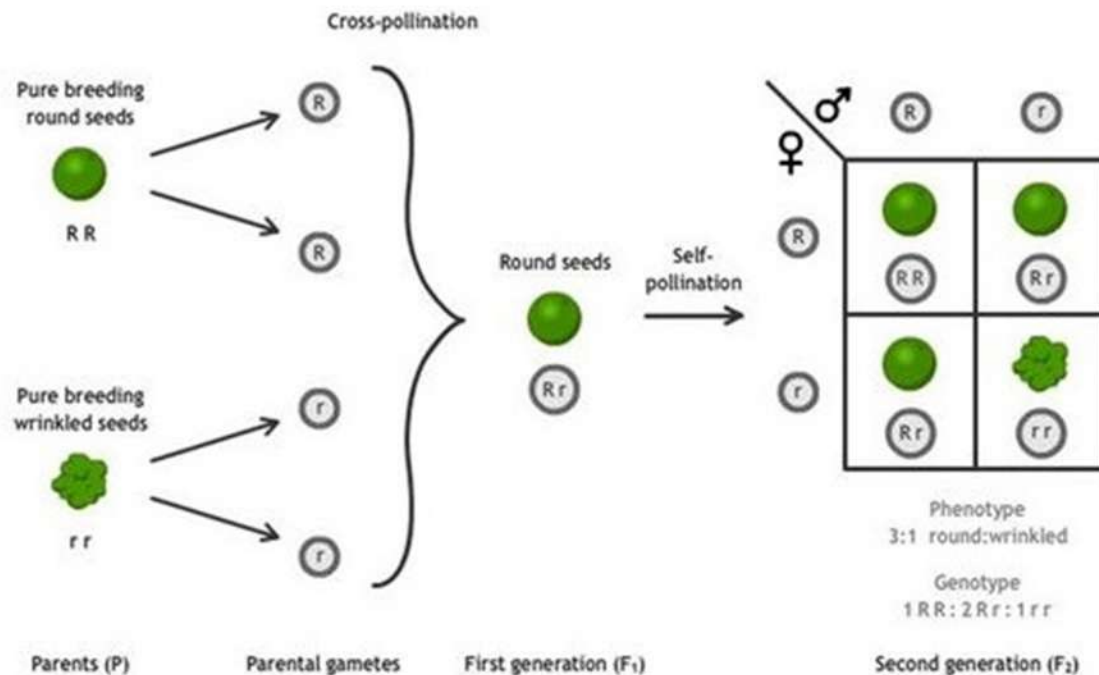 Cross-pollination
Pure breeding
round seeds
R R
R
R
Pure breeding
wrinkled seeds
r r
r
r
Round seeds
R r
Self-
pollination
♂
♀
R
r
R
R R
R r
r
R r
r r
Phenotype
3:1 round:wrinkled
Genotype
1 R R : 2 R r : 1 r r
Parents (P)
Parental gametes
First generation (F₁)
Second generation (F₂)